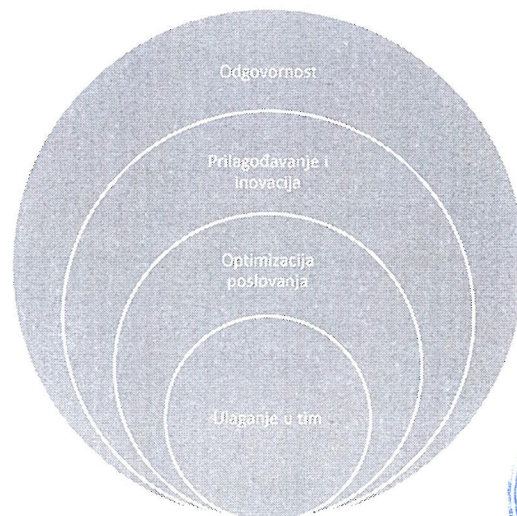 Odgovornost
Prilagođavanje i
inovacija
Optimizacija
poslovanja
Ulaganje u tim